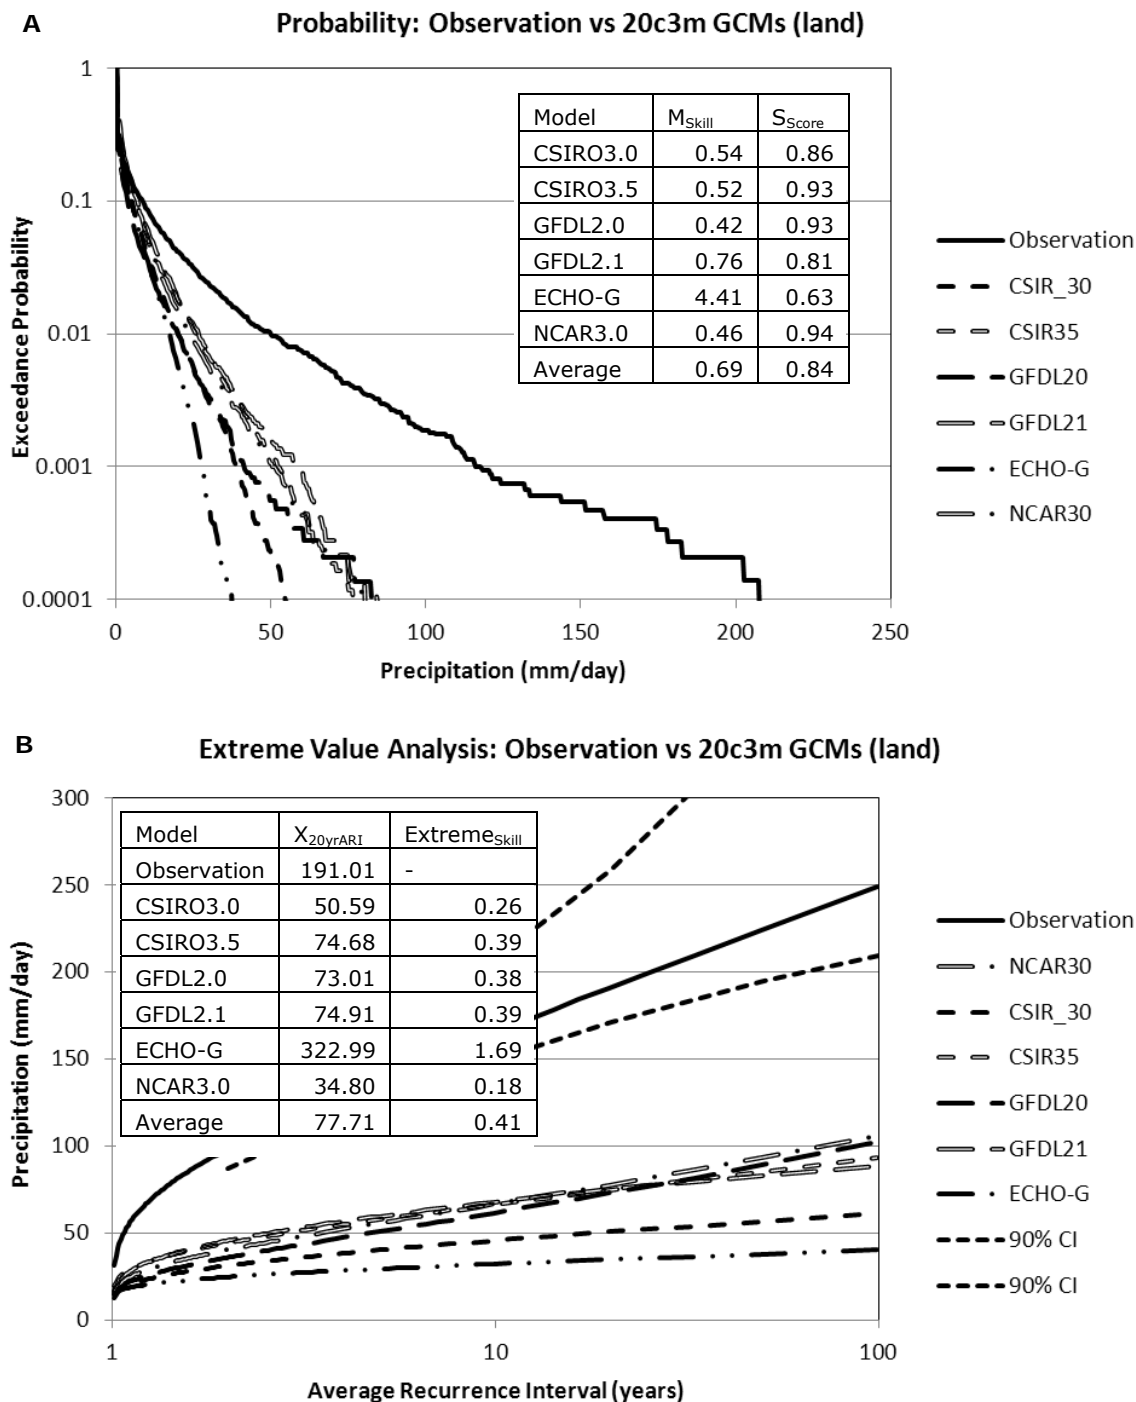 A
Probability: Observation vs 20c3m GCMs (land)
1
0.1
0.01
0.001
0.0001
Exceedance Probability
0 50 100 150 200 250
Precipitation (mm/day)
Model M Skill S Score
CSIRO3.0 0.54 0.86
CSIRO3.5 0.52 0.93
GFDL2.0 0.42 0.93
GFDL2.1 0.76 0.81
ECHO-G 4.41 0.63
NCAR3.0 0.46 0.94
Average 0.69 0.84
Observation
CSIR_30
CSIR35
GFDL20
GFDL21
ECHO-G
NCAR30
B
Extreme Value Analysis: Observation vs 20c3m GCMs (land)
300
250
200
150
100
50
0
Precipitation (mm/day)
1 10 100
Average Recurrence Interval (years)
Model X 20yrARI Extreme Skill
Observation 191.01 -
CSIRO3.0 50.59 0.26
CSIRO3.5 74.68 0.39
GFDL2.0 73.01 0.38
GFDL2.1 74.91 0.39
ECHO-G 322.99 1.69
NCAR3.0 34.80 0.18
Average 77.71 0.41
Observation
NCAR30
CSIR_30
CSIR35
GFDL20
GFDL21
ECHO-G
90% CI
90% CI